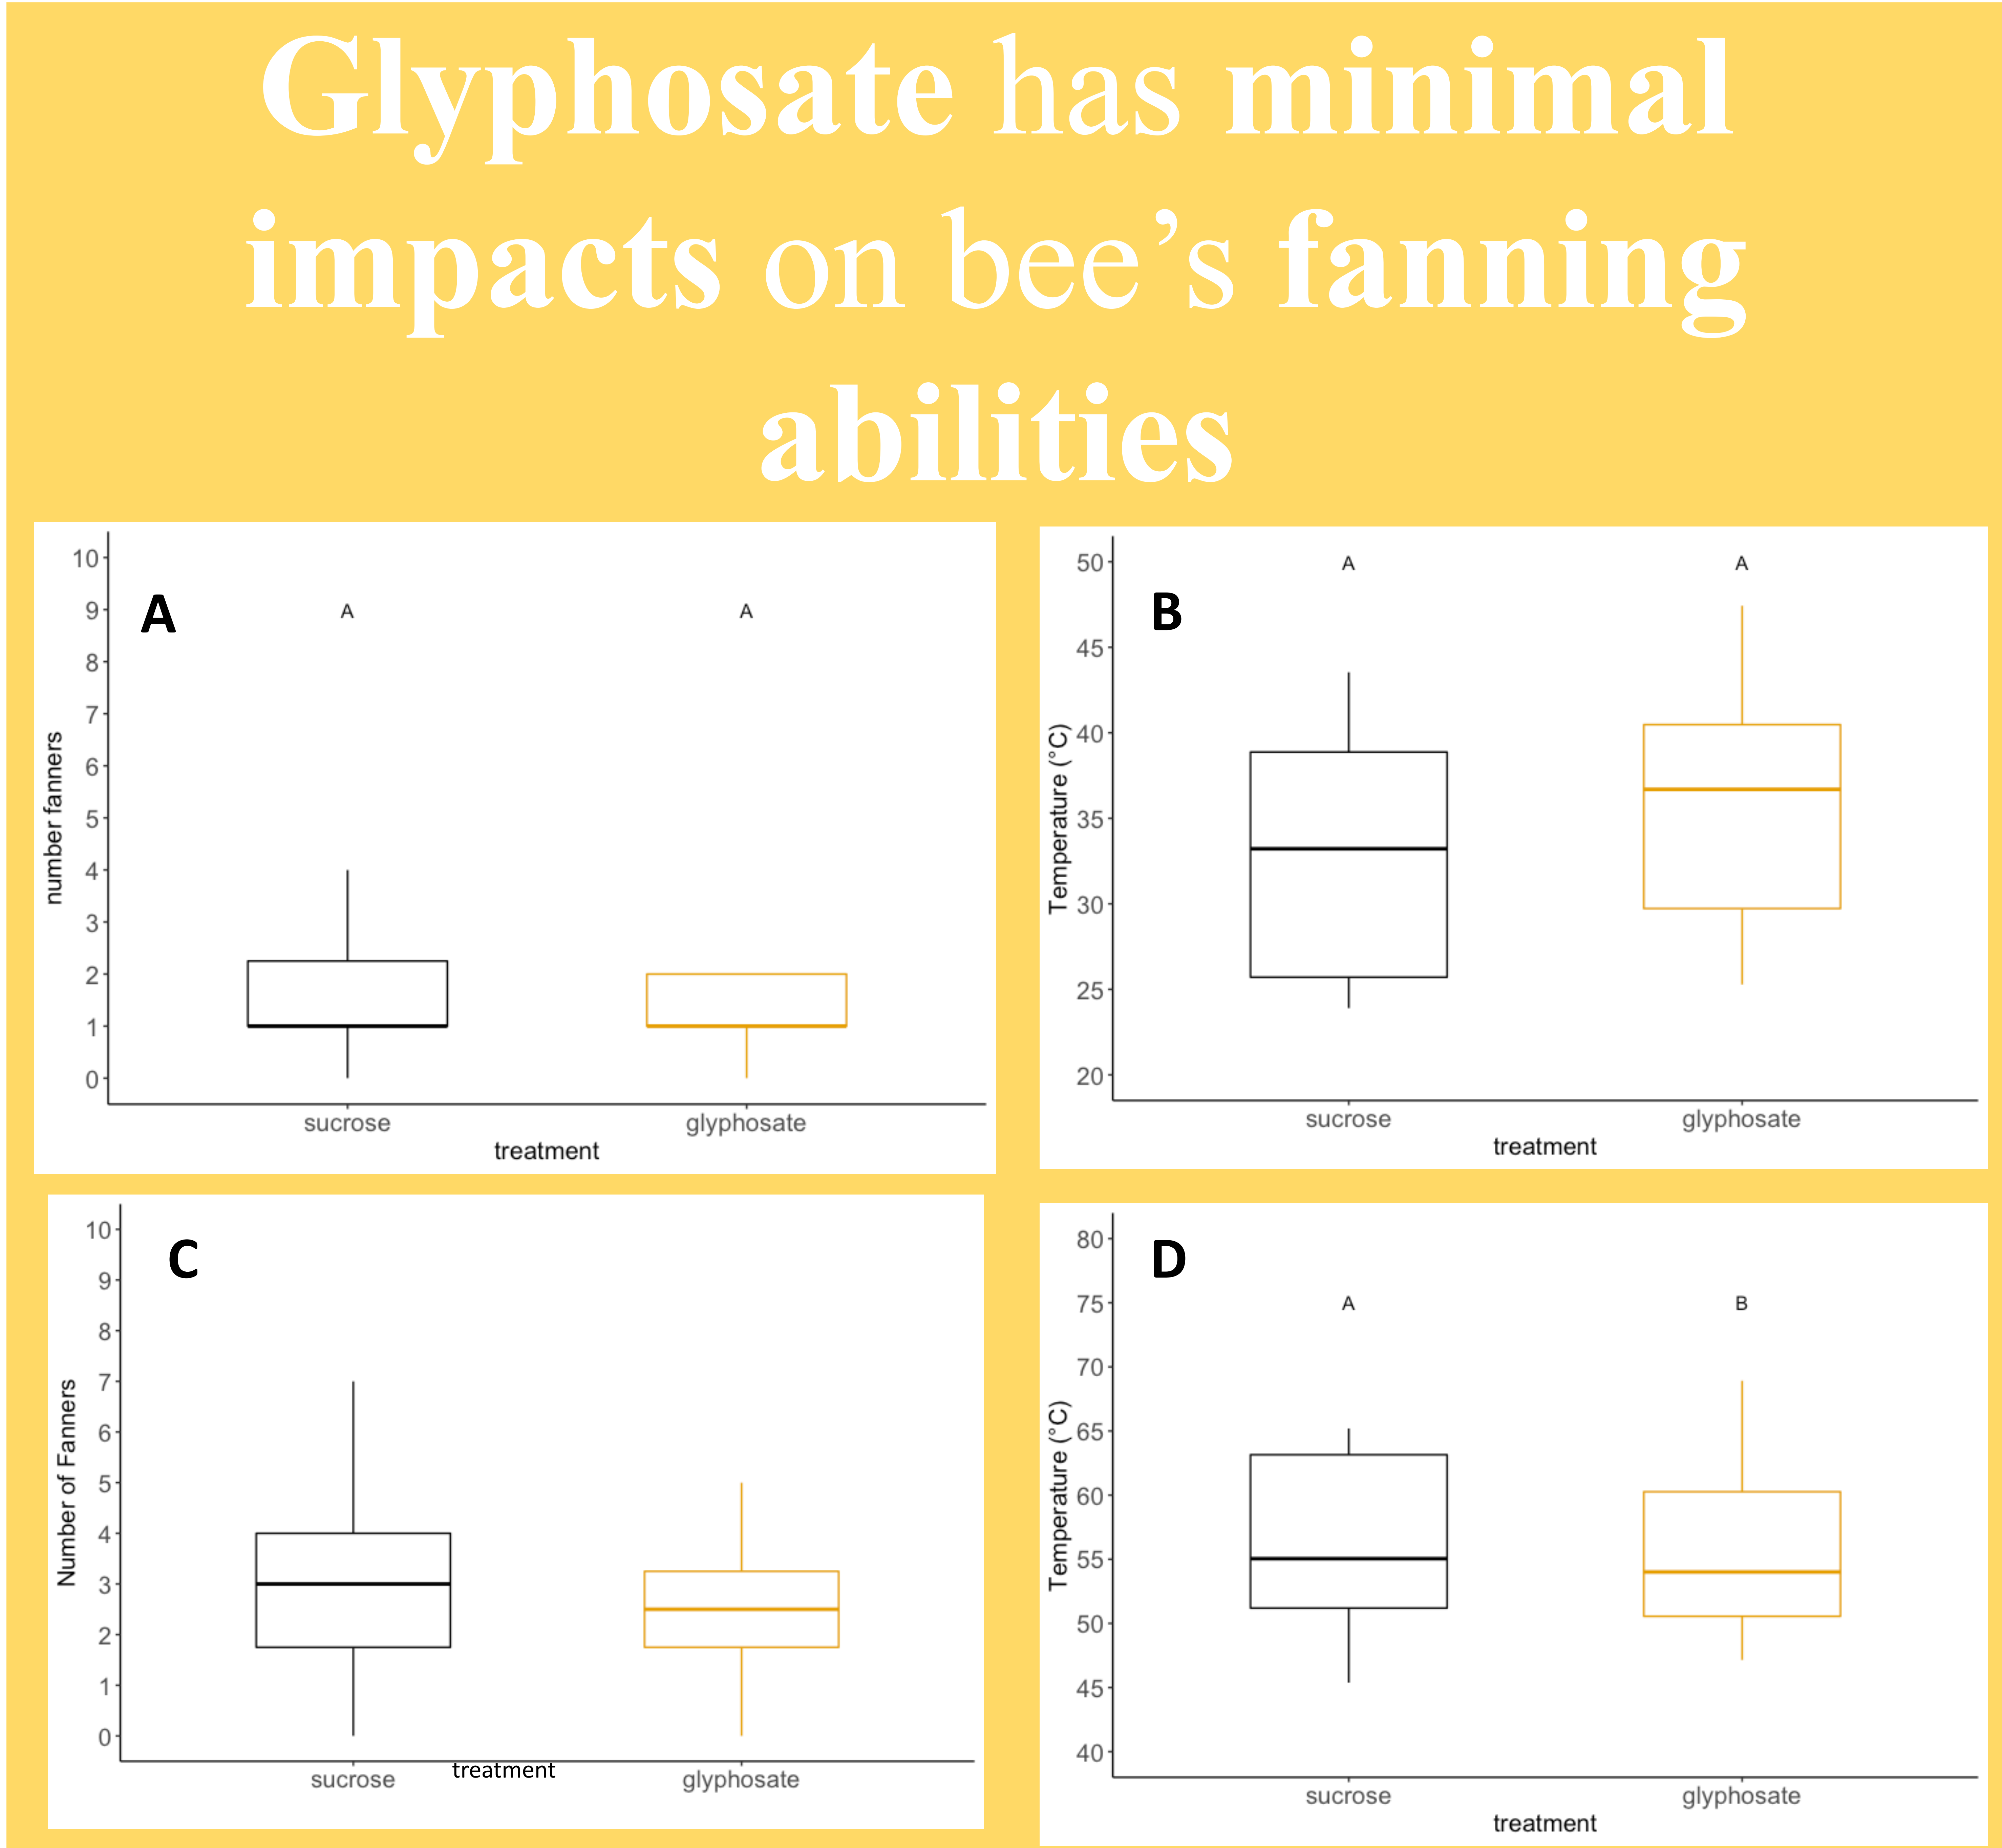 Glyphosate has minimal
impacts on bee’s fanning
abilities
A
10
9
8
7
6
5
4
3
2
1
0
number fanners
A A
sucrose glyphosate
treatment
B
50
45
40
35
30
25
20
Temperature (°C)
A A
sucrose glyphosate
treatment
C
10
9
8
7
6
5
4
3
2
1
0
Number of Fanners
sucrose treatment glyphosate
D
80
75
70
65
60
55
50
45
40
Temperature (°C)
A B
sucrose glyphosate
treatment